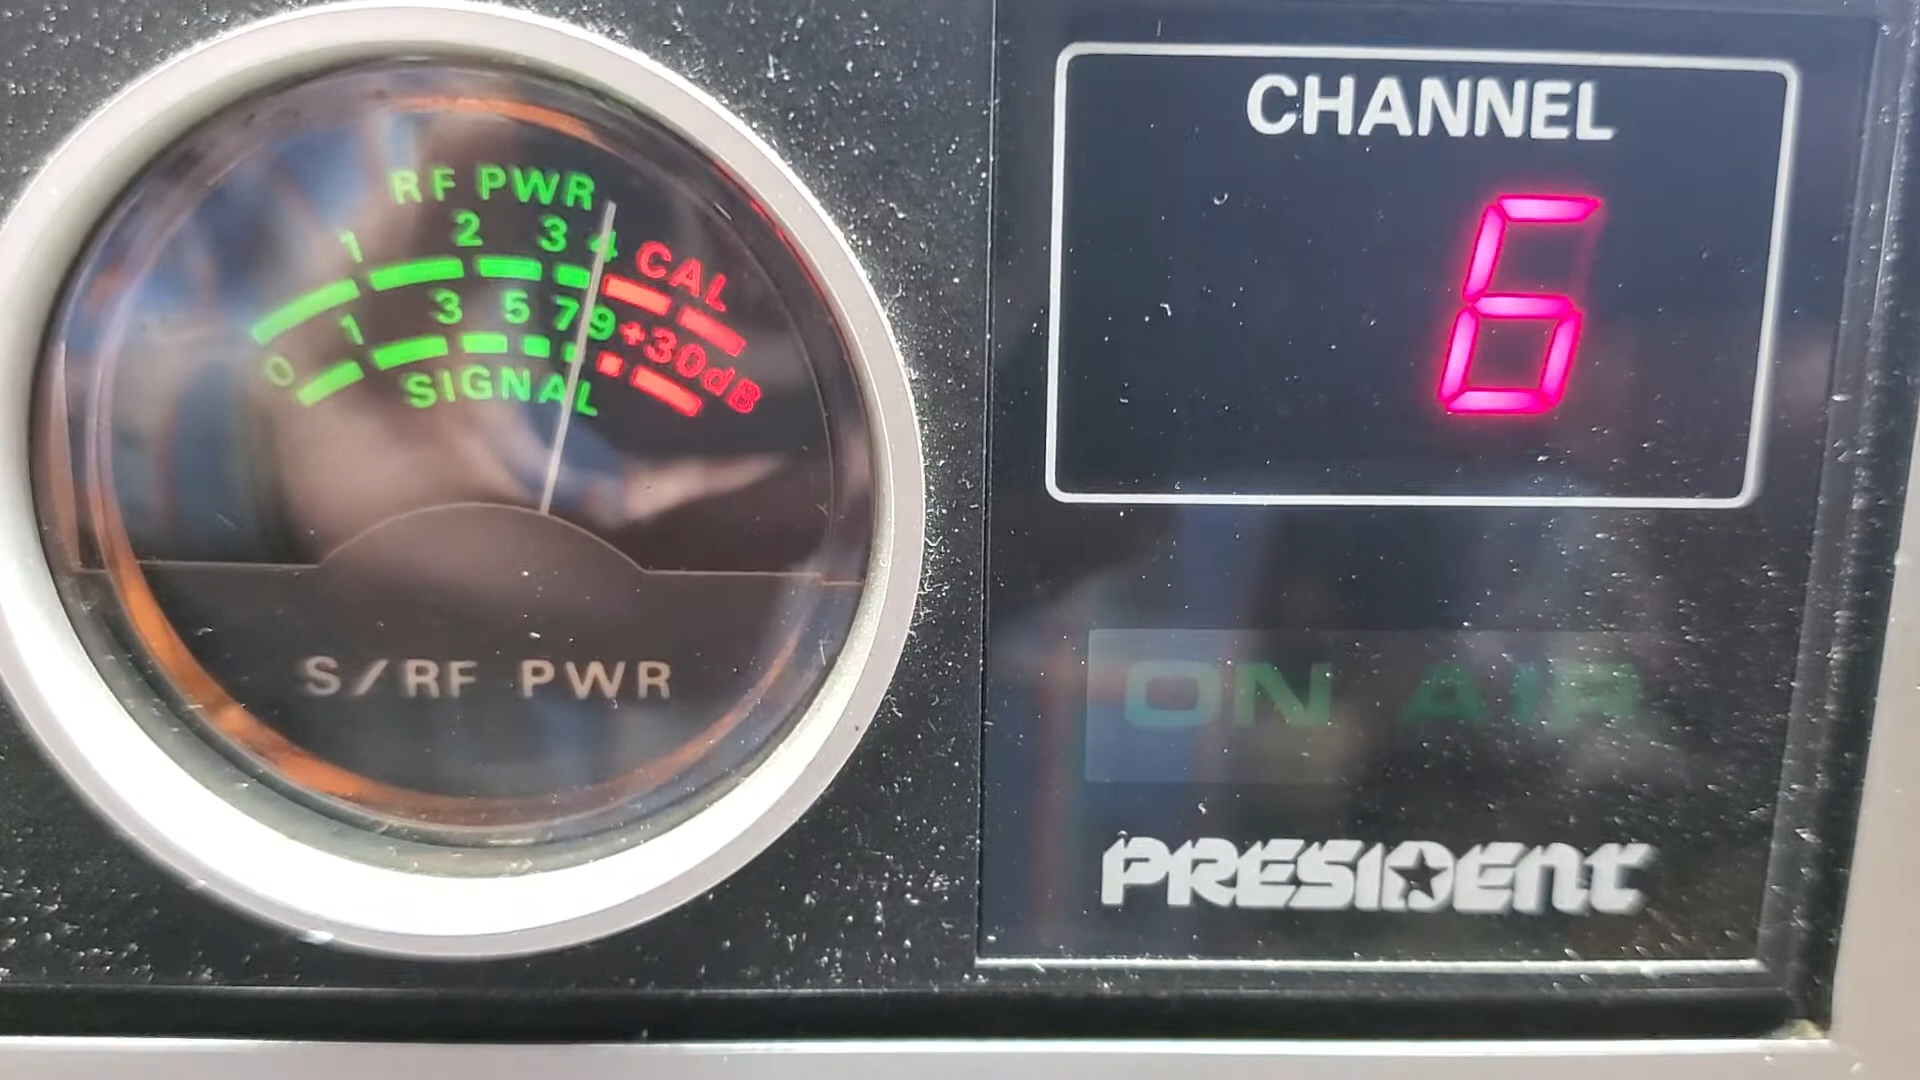 RF PWR
1 2 3 4 CAL
0 1 3 5 7 9 +30dB
SIGNAL
S/RF PWR
CHANNEL
6
ON AIR
PRESIDENT